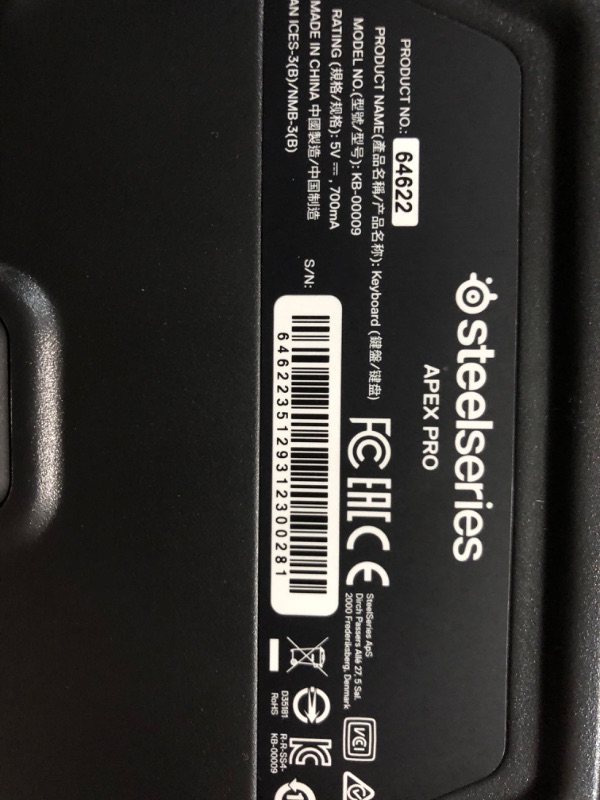 steelseries
APEX PRO
PRODUCT NO.: 64622
PRODUCT NAME(產品名稱/产品名称): Keyboard (鍵盤/键盘)
MODEL NO.(型號/型号): KB-00009
RATING (規格/规格): 5V ⎓, 700mA
MADE IN CHINA 中國製造/中国制造
AN ICES-3(B)/NMB-3(B)
S/N:
6462235129312300281
FC EAC CE
SteelSeries ApS
Dirch Passers Allé 27, 5 Sal.
2000 Frederiksberg, Denmark
VCCI
D35181
RoHS
R-R-SS4-
KB-00009